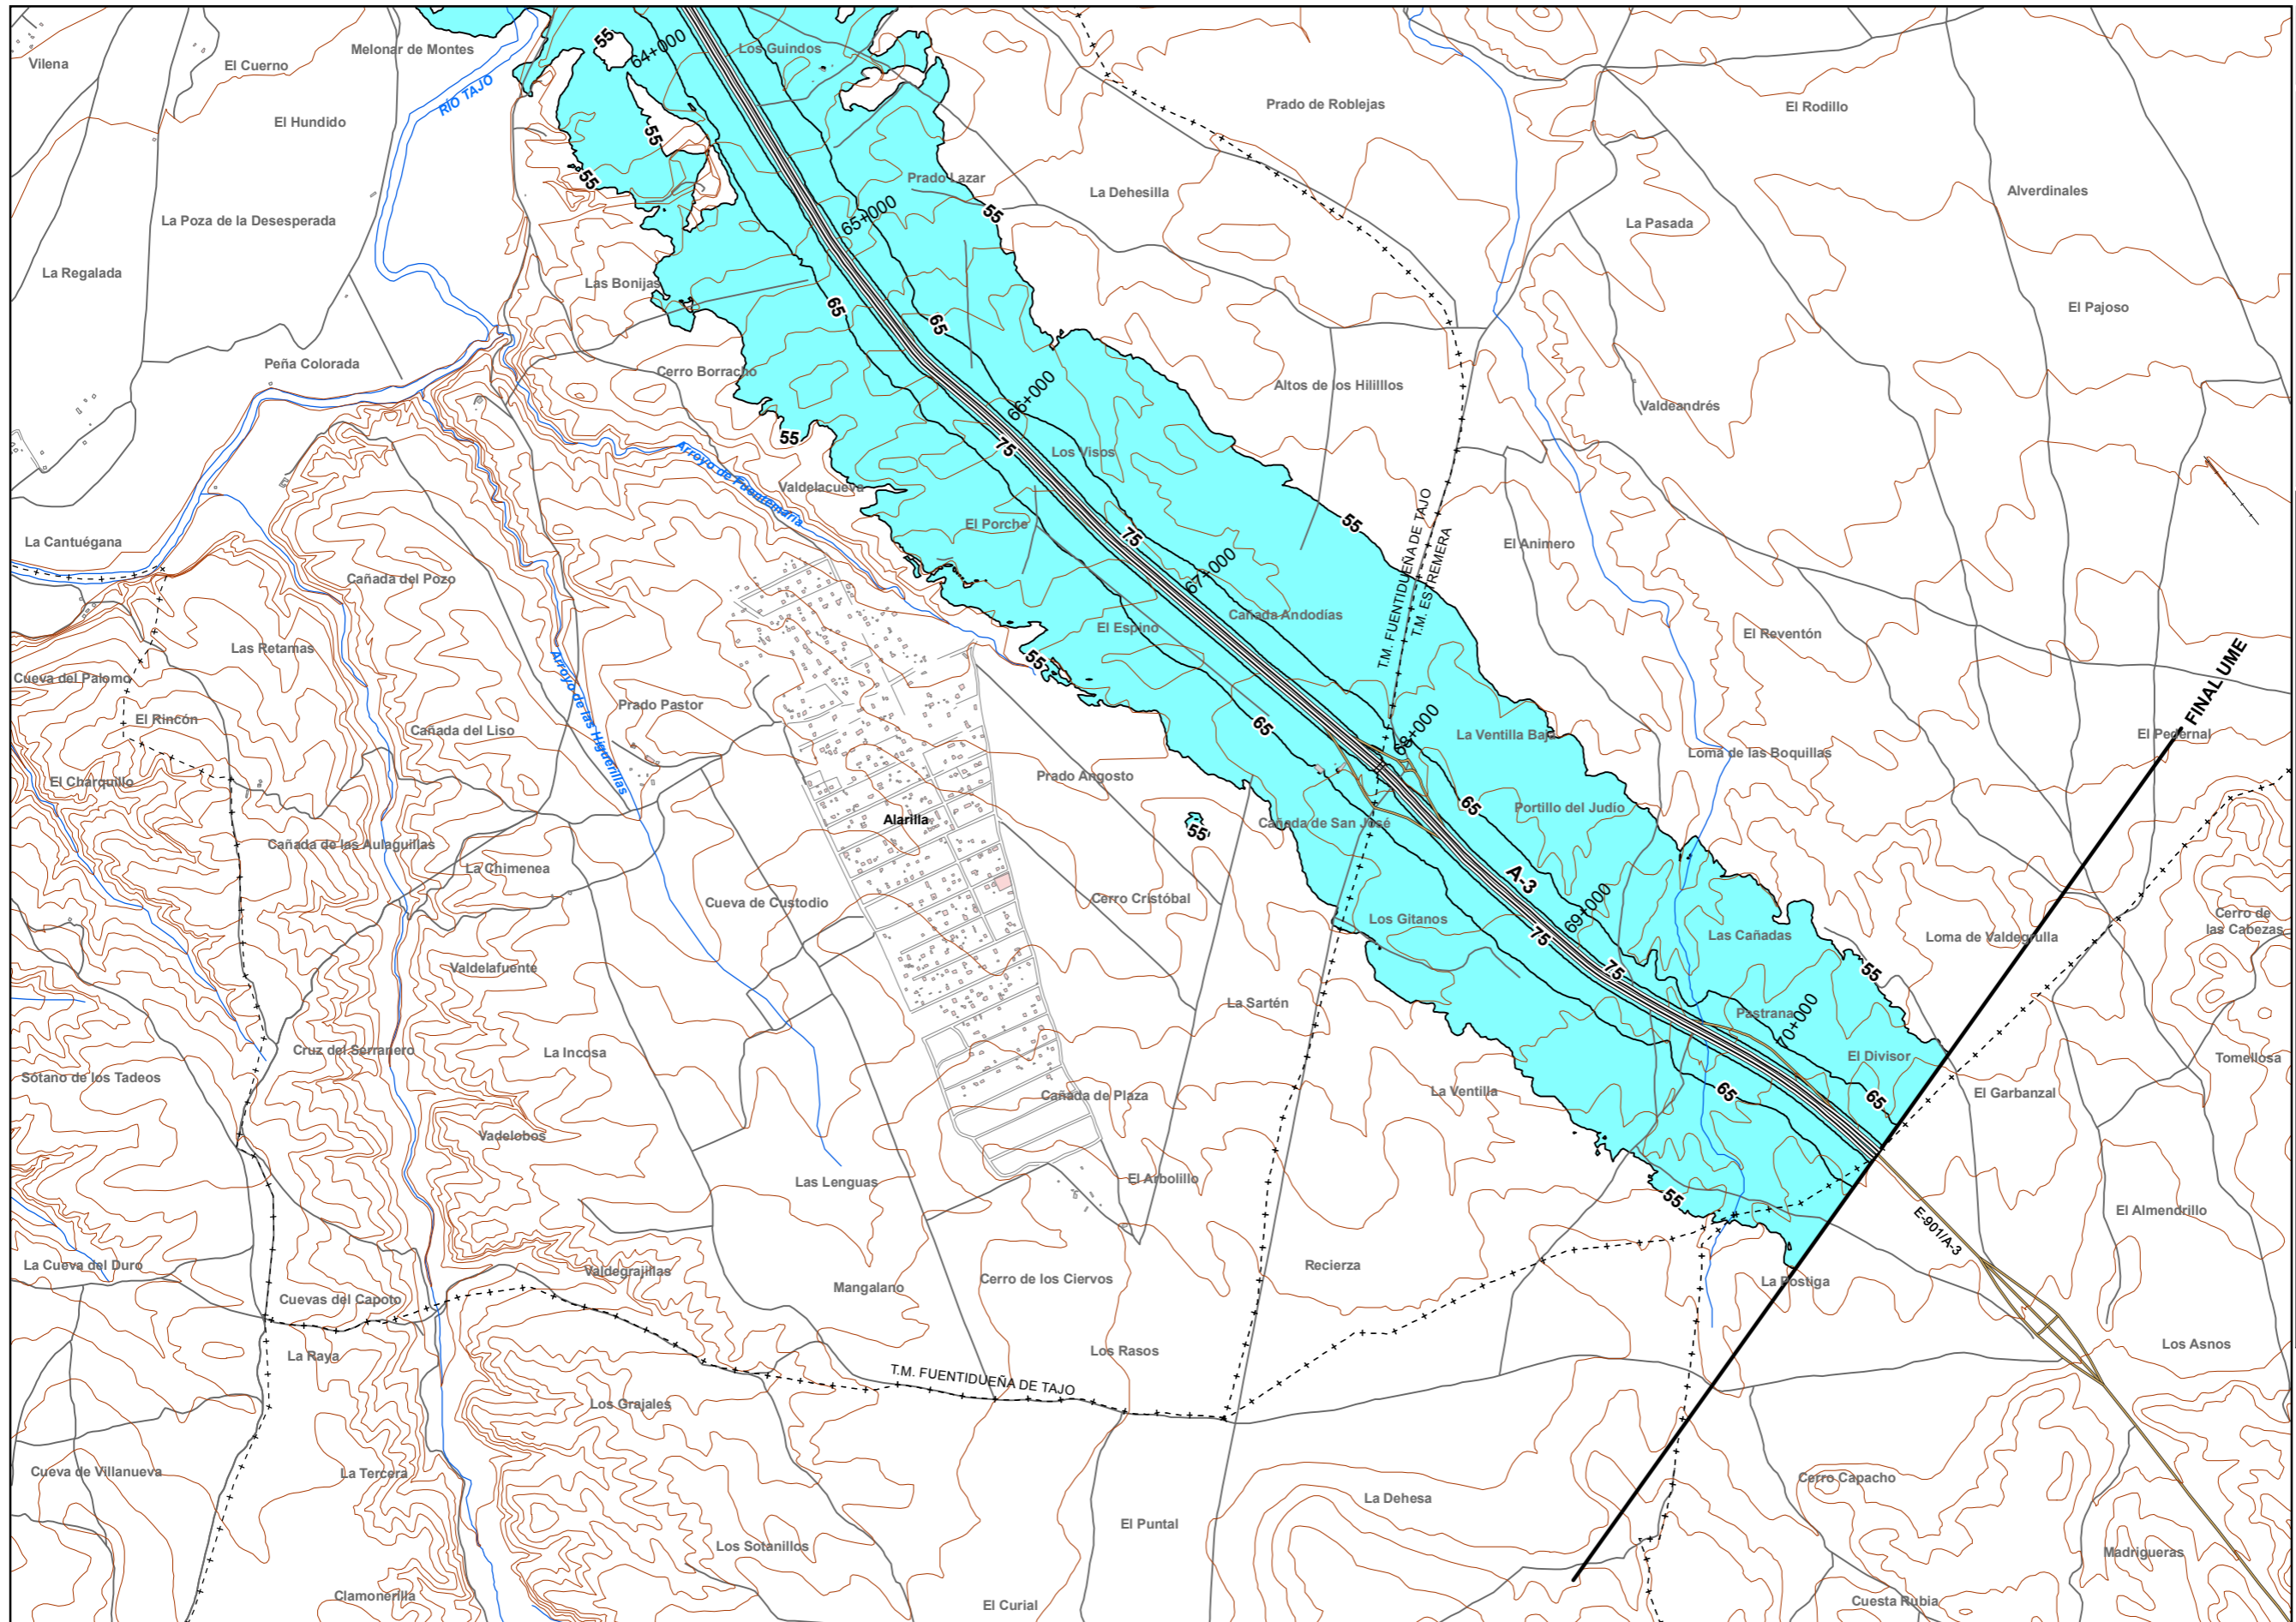 Melonar de Montes
Los Guindos
55
64+000
Vilena
El Cuerno
RÍO TAJO
Prado de Roblejas
El Rodillo
El Hundido
55
55
Prado Lazar
La Dehesilla
Alverdinales
La Poza de la Desesperada
65+000
55
La Pasada
La Regalada
Las Bonijas
65
65
El Pajoso
Peña Colorada
Cerro Borracho
66+000
Altos de los Hilillos
Valdeandrés
55
75
Los Visos
Arroyo de Fuentemaría
Valdelacueva
El Porche
75
55
La Cantuégana
El Animero
Cañada del Pozo
67+000
T.M. FUENTIDUEÑA DE TAJO
T.M. ESTREMERA
Cañada Andodías
El Espino
El Reventón
Las Retamas
55
Cueva del Palomo
Arroyo de las Higuerillas
Prado Pastor
FINAL UME
El Rincón
Cañada del Liso
65
68+000
La Ventilla Baja
El Pedernal
Loma de las Boquillas
El Charquillo
Prado Angosto
65
Portillo del Judío
Alarilla
55
Cañada de San José
Cañada de las Aulaguillas
La Chimenea
A-3
Cueva de Custodio
Cerro Cristóbal
69+000
Los Gitanos
75
Las Cañadas
Loma de Valdegrulla
Cerro de
las Cabezas
Valdelafuente
75
55
La Sartén
Pastrana
70+000
Cruz del Serranero
La Incosa
El Divisor
Tomellosa
Sótano de los Tadeos
Cañada de Plaza
La Ventilla
65
65
El Garbanzal
Vadelobos
Las Lenguas
El Arbolillo
55
El Almendrillo
E-901/A-3
La Cueva del Duro
Valdegrajillas
Mangalano
Cerro de los Ciervos
Recierza
La Postiga
Cuevas del Capoto
La Raya
Los Rasos
Los Asnos
T.M. FUENTIDUEÑA DE TAJO
Los Grajales
Cueva de Villanueva
La Tercera
Cerro Capacho
La Dehesa
El Puntal
Los Sotanillos
Madrigueras
Clamonerilla
El Curial
Cuesta Rubia